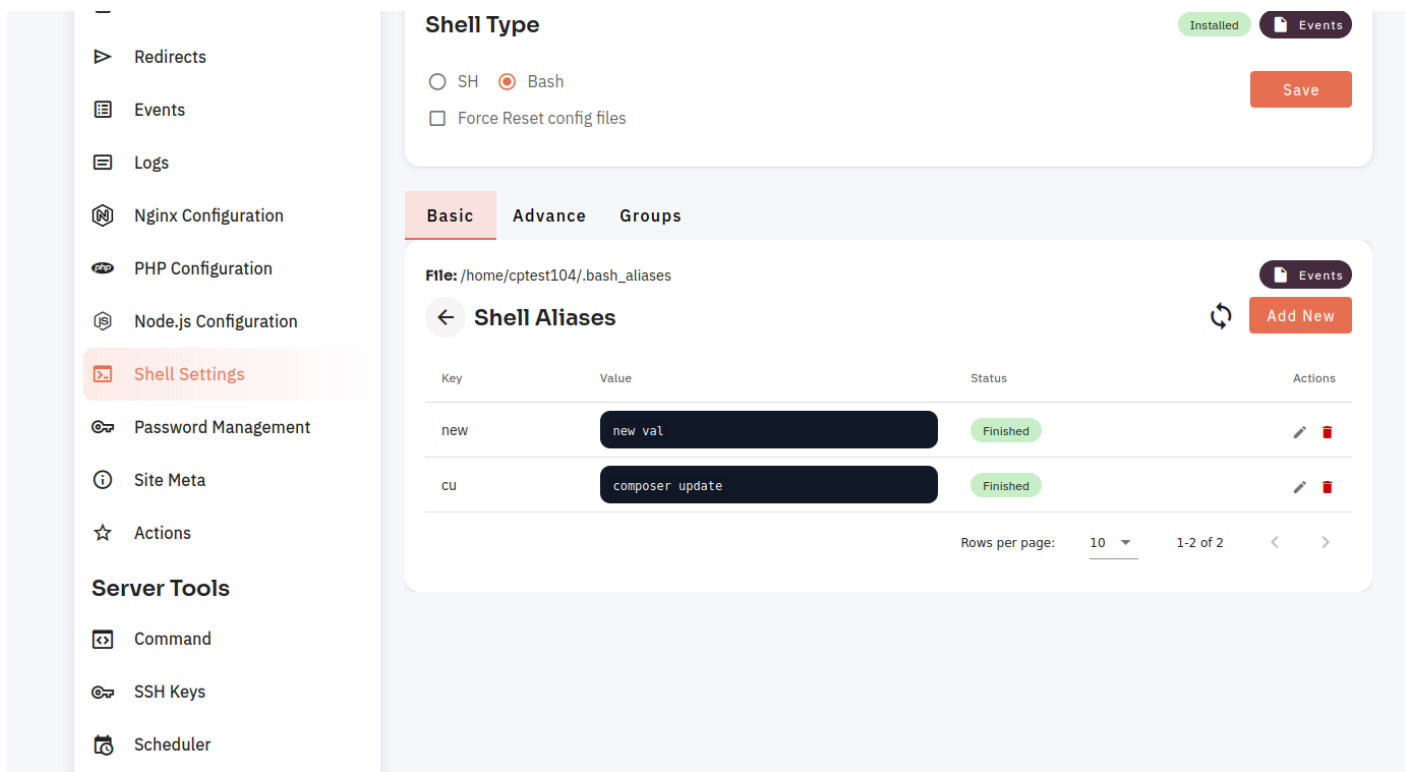 Redirects
Events
Logs
Nginx Configuration
PHP Configuration
Node.js Configuration
Shell Settings
Password Management
Site Meta
Actions
Server Tools
Command
SSH Keys
Scheduler
Shell Type
Installed
Events
SH
Bash
Save
Force Reset config files
Basic
Advance
Groups
File: /home/cptest104/.bash_aliases
Events
Shell Aliases
Add New
Key Value Status Actions
new new val Finished
cu composer update Finished
Rows per page: 10 1-2 of 2